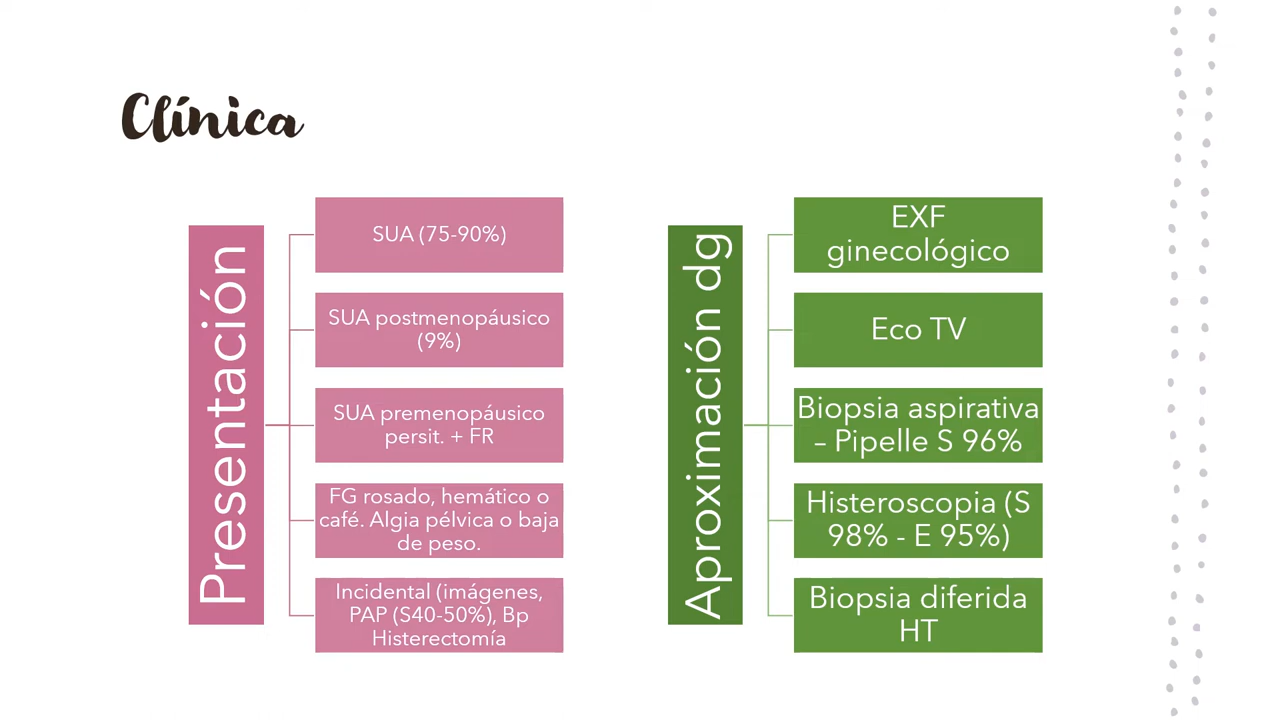 Clínica
Presentación
SUA (75-90%)
SUA postmenopáusico
(9%)
SUA premenopáusico
persit. + FR
FG rosado, hemático o
café. Algia pélvica o baja
de peso.
Incidental (imágenes,
PAP (S40-50%), Bp
Histerectomía
Aproximación dg
EXF
ginecológico
Eco TV
Biopsia aspirativa
– Pipelle S 96%
Histeroscopia (S
98% - E 95%)
Biopsia diferida
HT